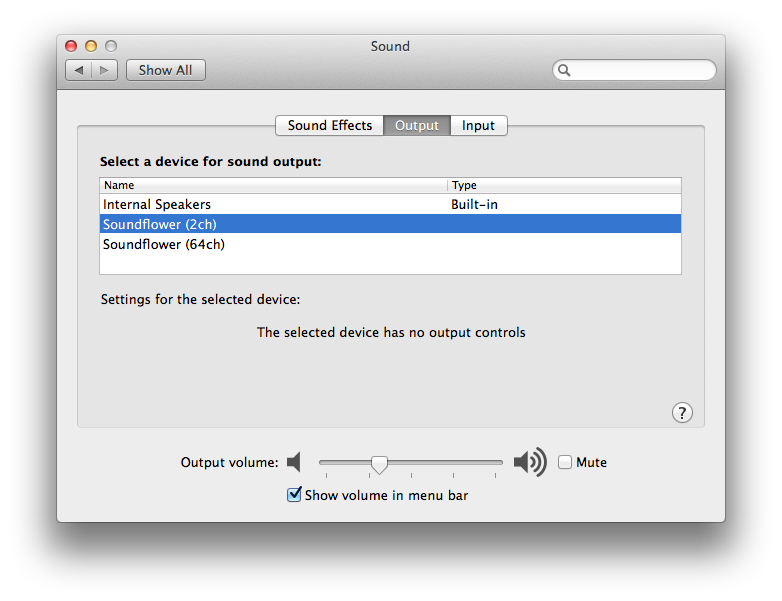 Sound
Show All
Sound Effects Output Input
Select a device for sound output:
Name Type
Internal Speakers Built-in
Soundflower (2ch)
Soundflower (64ch)
Settings for the selected device:
The selected device has no output controls
?
Output volume: Mute
Show volume in menu bar